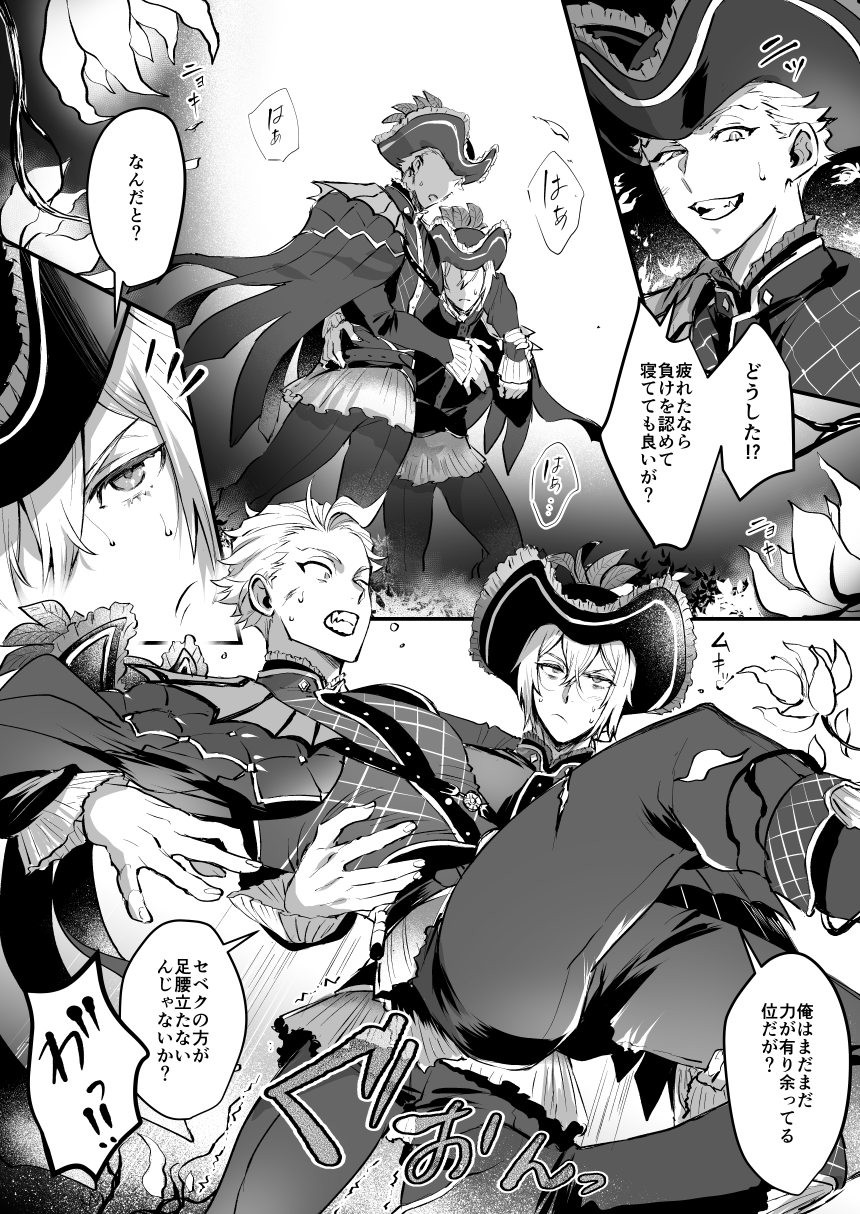 ニッ
どうした!?
疲れたなら
負けを認めて
寝てても良いが?
はぁ
はぁ
はぁ…
ニョキ
ニョキ
なんだと?
ムキッ
俺はまだまだ
力が有り余ってる
位だが?
セベクの方が
足腰立たない
んじゃないか?
わ"っ!!
ぐおんっ